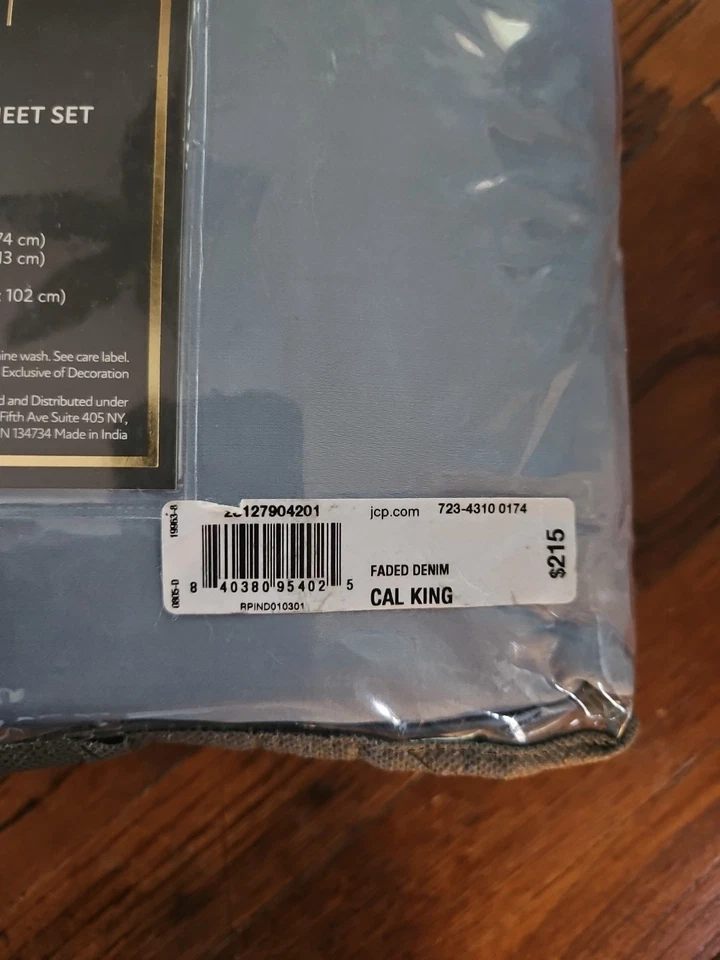 EET SET
74 cm)
13 cm)
102 cm)
ine wash. See care label.
Exclusive of Decoration
d and Distributed under
Fifth Ave Suite 405 NY,
N 134734 Made in India
19963-8
0805-D
127904201
jcp.com
723-4310 0174
8 40380 95402 5
RPIND010301
FADED DENIM
CAL KING
$215